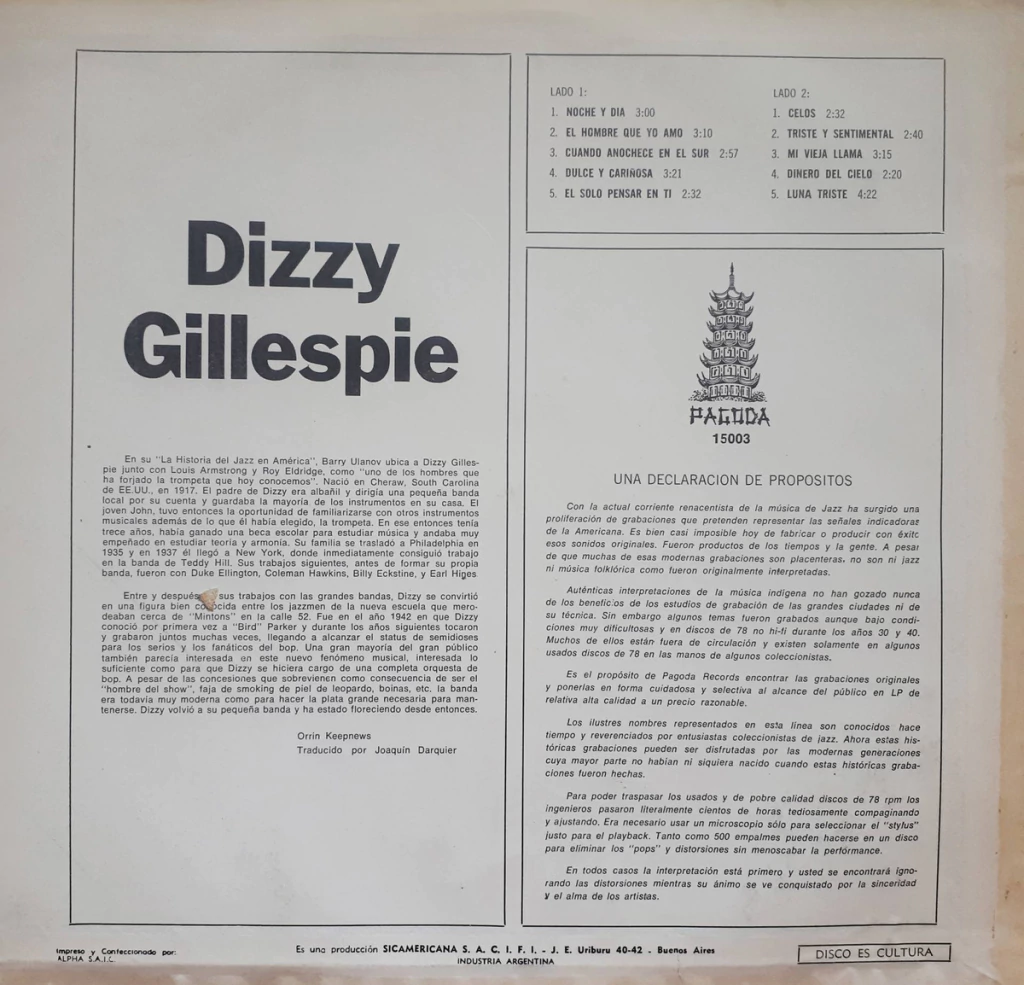 Dizzy
Gillespie
En su "La Historia del Jazz en América", Barry Ulanov ubica a Dizzy Gilles-
pie junto con Louis Armstrong y Roy Eldridge, como "uno de los hombres que
ha forjado la trompeta que hoy conocemos". Nació en Cheraw, South Carolina
de EE.UU., en 1917. El padre de Dizzy era albañil y dirigía una pequeña banda
local por su cuenta y guardaba la mayoría de los instrumentos en su casa. El
joven John, tuvo entonces la oportunidad de familiarizarse con otros instrumentos
musicales además de lo que él había elegido, la trompeta. En ese entonces tenía
trece años, había ganado una beca escolar para estudiar música y andaba muy
empeñado en estudiar teoria y armonia. Su familia se trasladó a Philadelphia en
1935 y en 1937 él llegó a New York, donde inmediatamente consiguió trabajo
en la banda de Teddy Hill. Sus trabajos siguientes, antes de formar su propia
banda, fueron con Duke Ellington, Coleman Hawkins, Billy Eckstine, y Earl Higes
Entre y después sus trabajos con las grandes bandas, Dizzy se convirtió
en una figura bien conocida entre los jazzmen de la nueva escuela que mero-
deaban cerca de "Mintons" en la calle 52. Fue en el año 1942 en que Dizzy
conoció por primera vez a "Bird" Parker y durante los años siguientes tocaron
y grabaron juntos muchas veces, llegando a alcanzar el status de semidioses
para los serios y los fanáticos del bop. Una gran mayoría del gran público
también parecía interesada en este nuevo fenómeno musical, interesada lo
suficiente como para que Dizzy se hiciera cargo de una completa orquesta de
bop. A pesar de las concesiones que sobrevienen como consecuencia de ser el
"hombre del show", faja de smoking de piel de leopardo, boinas, etc. la banda
era todavía muy moderna como para hacer la plata grande necesaria para man-
tenerse. Dizzy volvió a su pequeña banda y ha estado floreciendo desde entonces.
Orrin Keepnews
Traducido por Joaquín Darquier
LADO 1:
1. NOCHE Y DIA 3:00
2. EL HOMBRE QUE YO AMO 3:10
3. CUANDO ANOCHECE EN EL SUR 2:57
4. DULCE Y CARIÑOSA 3:21
5. EL SOLO PENSAR EN TI 2:32
LADO 2:
1. CELOS 2:32
2. TRISTE Y SENTIMENTAL 2:40
3. MI VIEJA LLAMA 3:15
4. DINERO DEL CIELO 2:20
5. LUNA TRISTE 4:22
PAGODA
15003
UNA DECLARACION DE PROPOSITOS
Con la actual corriente renacentista de la música de Jazz ha surgido una
proliferación de grabaciones que pretenden representar las señales indicadoras
de la Americana. Es bien casi imposible hoy de fabricar o producir con éxito
esos sonidos originales. Fueron productos de los tiempos y la gente. A pesar
de que muchas de esas modernas grabaciones son placenteras, no son ni jazz
ni música folklórica como fueron originalmente interpretadas.
Auténticas interpretaciones de la música indígena no han gozado nunca
de los beneficios de los estudios de grabación de las grandes ciudades ni de
su técnica. Sin embargo algunos temas fueron grabados aunque bajo condi-
ciones muy dificultosas y en discos de 78 no hi-fi durante los años 30 y 40.
Muchos de ellos están fuera de circulación y existen solamente en algunos
usados discos de 78 en las manos de algunos coleccionistas.
Es el propósito de Pagoda Records encontrar las grabaciones originales
y ponerlas en forma cuidadosa y selectiva al alcance del público en LP de
relativa alta calidad a un precio razonable.
Los ilustres nombres representados en esta línea son conocidos hace
tiempo y reverenciados por entusiastas coleccionistas de jazz. Ahora estas his-
tóricas grabaciones pueden ser disfrutadas por las modernas generaciones
cuya mayor parte no habían ni siquiera nacido cuando estas históricas graba-
ciones fueron hechas.
Para poder traspasar los usados y de pobre calidad discos de 78 rpm los
ingenieros pasaron literalmente cientos de horas tediosamente compaginando
y ajustando. Era necesario usar un microscopio sólo para seleccionar el "stylus"
justo para el playback. Tanto como 500 empalmes pueden hacerse en un disco
para eliminar los "pops" y distorsiones sin menoscabar la performance.
En todos casos la interpretación está primero y usted se encontrará igno-
rando las distorsiones mientras su ánimo se ve conquistado por la sinceridad
y el alma de los artistas.
Impreso y Confeccionado por:
ALPHA S.A.I.C.
Es una producción SICAMERICANA S. A. C. I. F. I. - J. E. Uriburu 40-42 - Buenos Aires
INDUSTRIA ARGENTINA
DISCO ES CULTURA